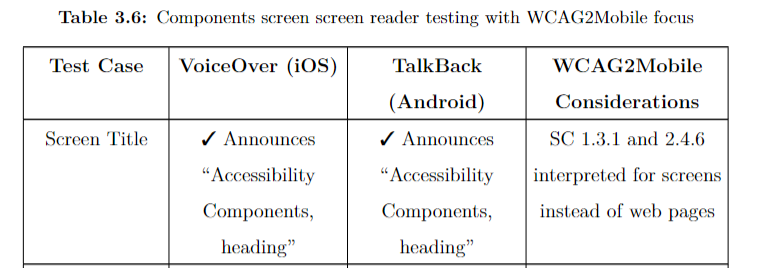 Table 3.6: Components screen screen reader testing with WCAG2Mobile focus
Test Case VoiceOver (iOS) TalkBack (Android) WCAG2Mobile Considerations
Screen Title
✓ Announces
“Accessibility
Components,
heading”
✓ Announces
“Accessibility
Components,
heading”
SC 1.3.1 and 2.4.6
interpreted for screens
instead of web pages